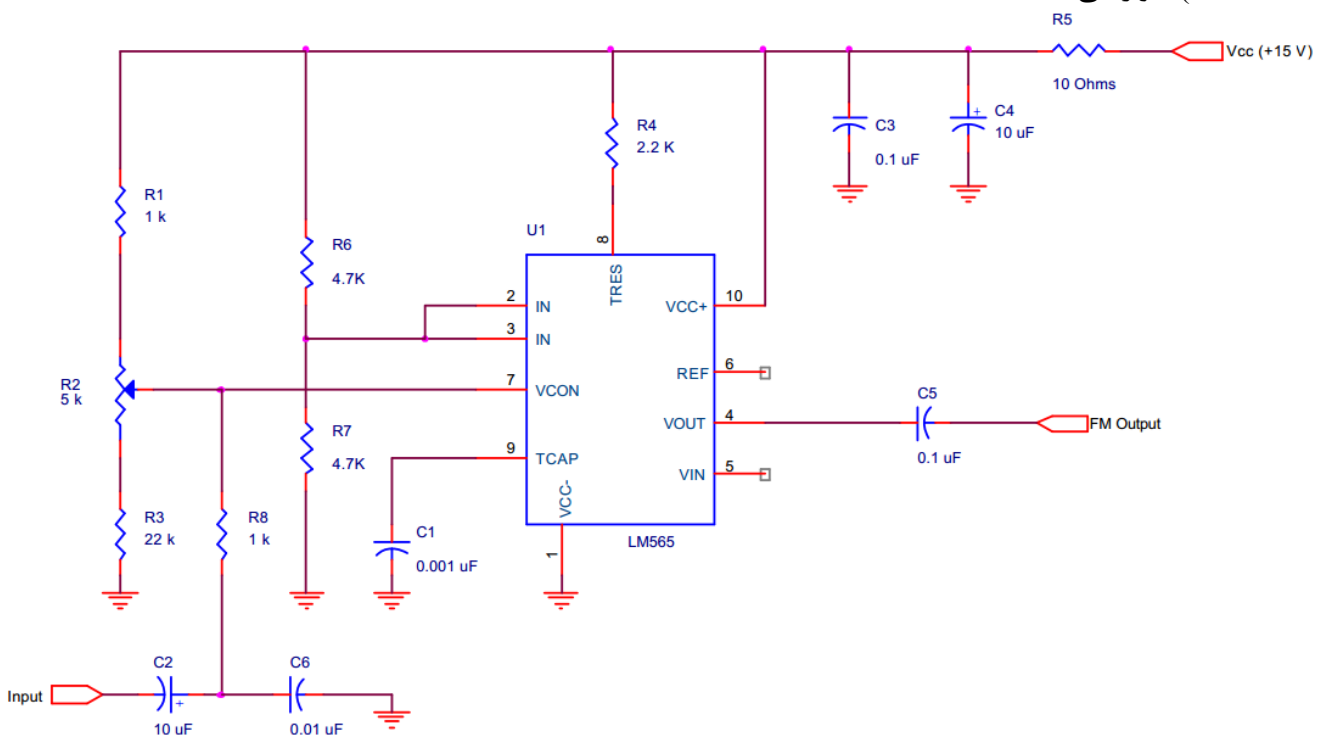 R5
Vcc (+15 V)
10 Ohms
R1
1 k
R6
4.7K
R4
2.2 K
C3
0.1 uF
+
C4
10 uF
U1
8
TRES
2
IN
3
IN
7
VCON
9
TCAP
VCC-
1
10
VCC+
6
REF
4
VOUT
5
VIN
LM565
R2
5 k
R7
4.7K
C5
0.1 uF
FM Output
R3
22 k
R8
1 k
C1
0.001 uF
Input
C2
+
10 uF
C6
0.01 uF